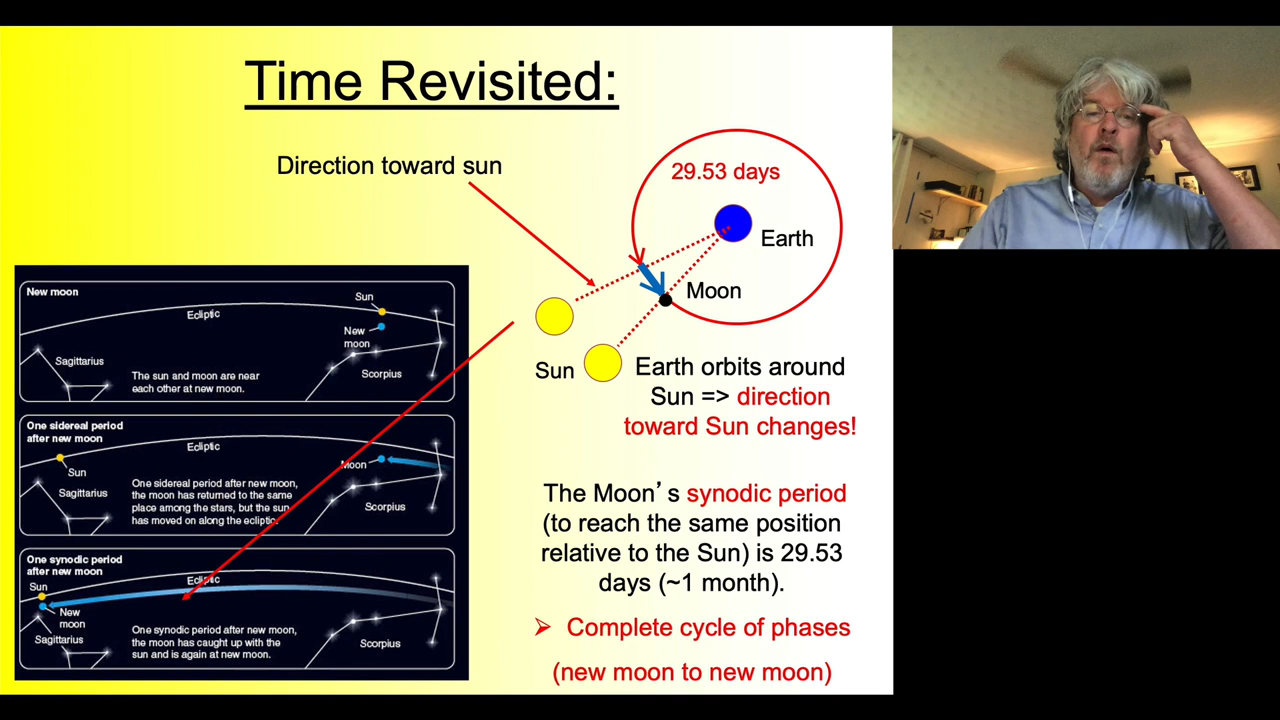 Time Revisited:
Direction toward sun
29.53 days
Earth
Moon
Sun
Earth orbits around
Sun => direction
toward Sun changes!
The Moon’s synodic period
(to reach the same position
relative to the Sun) is 29.53
days (~1 month).
➢ Complete cycle of phases
(new moon to new moon)
New moon
Sun
Ecliptic
New
moon
Sagittarius
Scorpius
The sun and moon are near
each other at new moon.
One sidereal period
after new moon
Ecliptic
Sun
Moon
Sagittarius
Scorpius
One sidereal period after new moon,
the moon has returned to the same
place among the stars, but the sun
has moved on along the ecliptic.
One synodic period
after new moon
Sun
Ecliptic
New
moon
Sagittarius
Scorpius
One synodic period after new moon,
the moon has caught up with the
sun and is again at new moon.